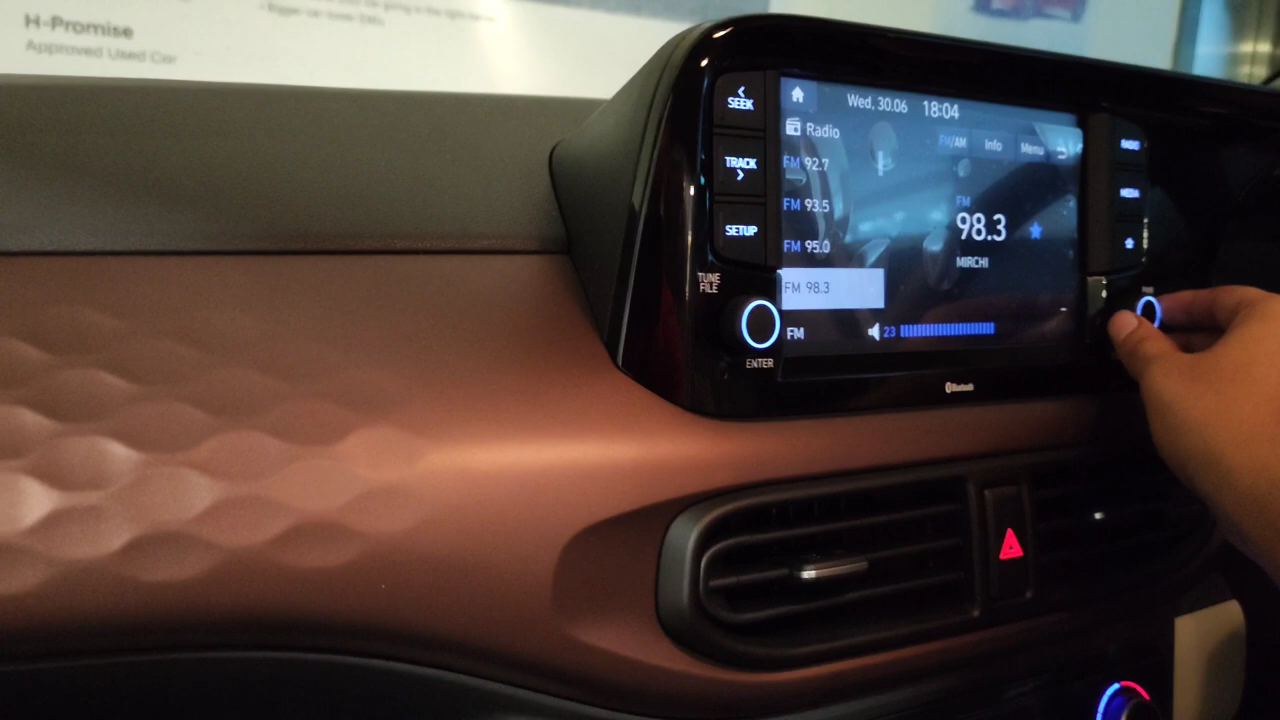 H-Promise
Approved Used Car
SEEK
TRACK
SETUP
TUNE
FILE
ENTER
Wed, 30.06 18:04
Radio
FM/AM Info Menu
FM 92.7
FM 93.5
FM 95.0
FM 98.3
FM
FM
98.3
MIRCHI
23
Bluetooth
RADIO
MEDIA